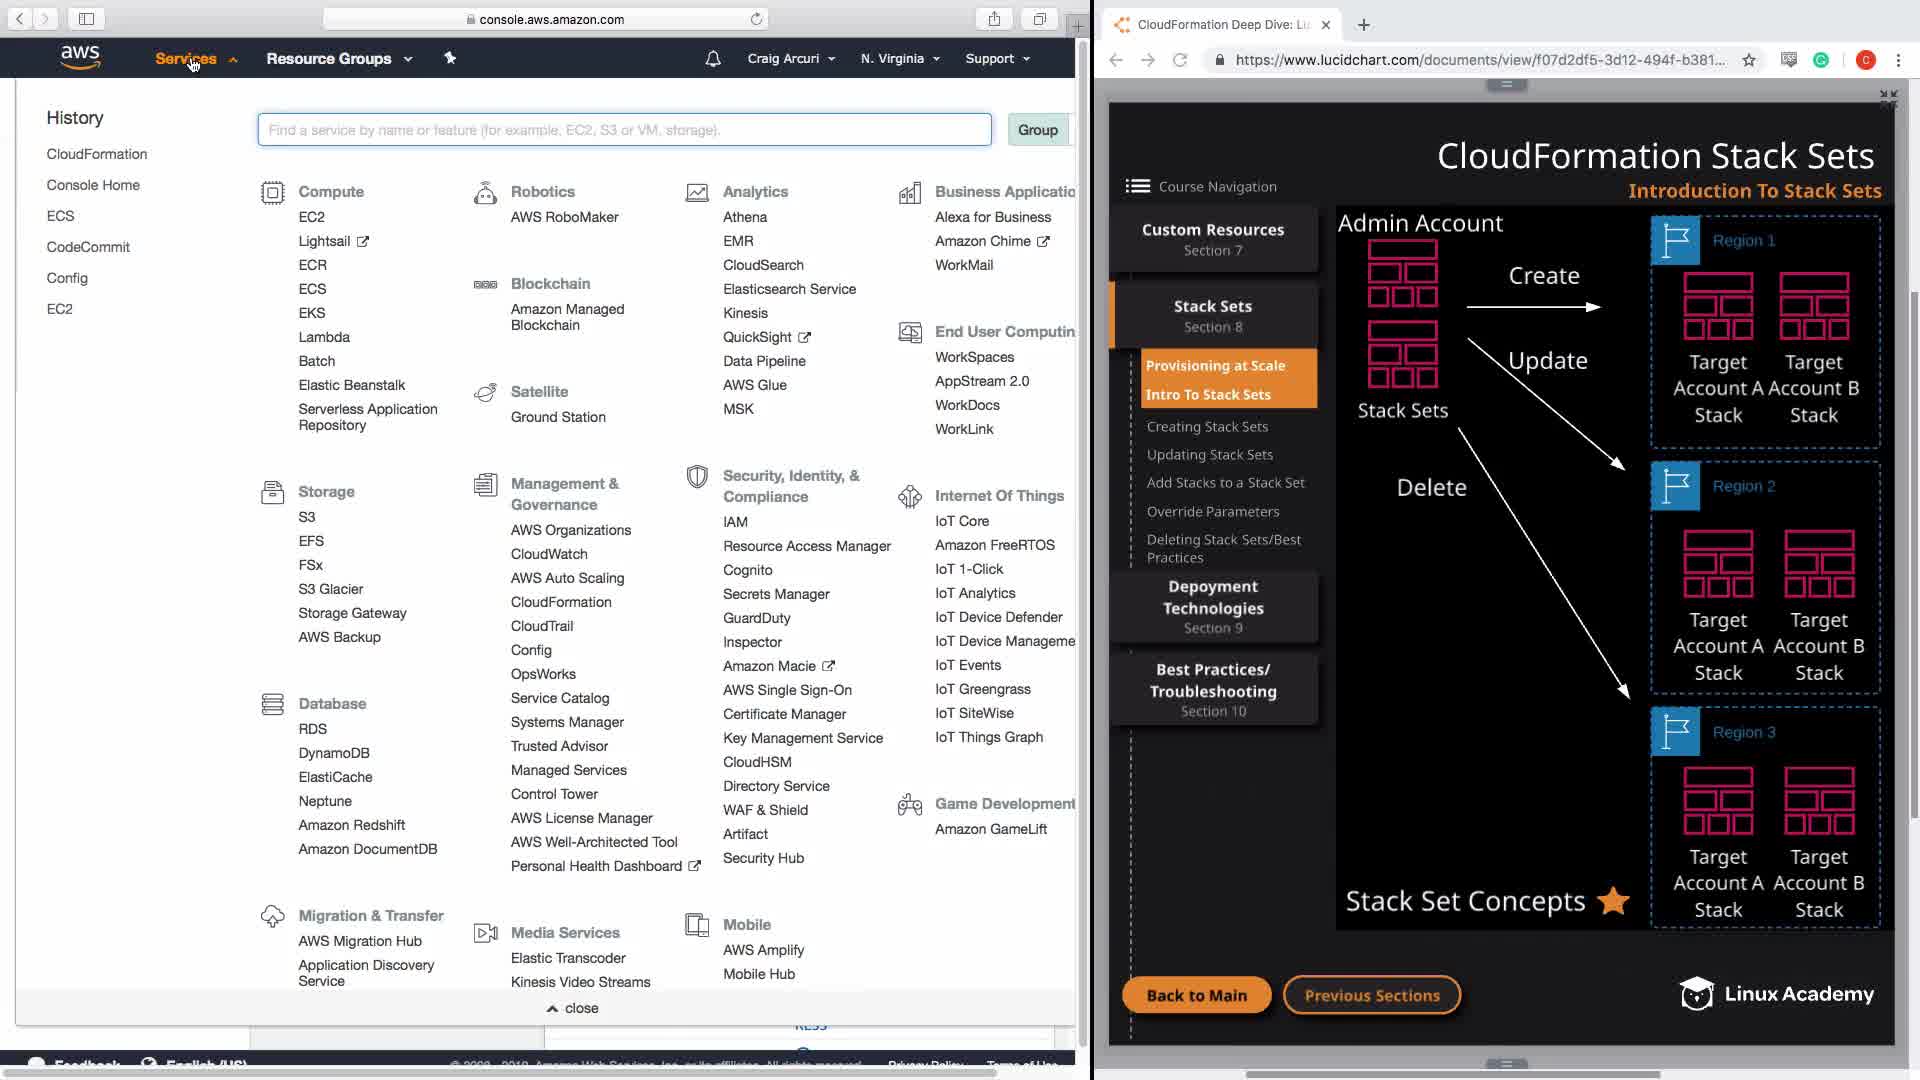 console.aws.amazon.com
aws
Services
Resource Groups
Craig Arcuri
N. Virginia
Support
History
CloudFormation
Console Home
ECS
CodeCommit
Config
EC2
Find a service by name or feature (for example, EC2, S3 or VM, storage).
Group
Compute
EC2
Lightsail
ECR
ECS
EKS
Lambda
Batch
Elastic Beanstalk
Serverless Application
Repository
Storage
S3
EFS
FSx
S3 Glacier
Storage Gateway
AWS Backup
Database
RDS
DynamoDB
ElastiCache
Neptune
Amazon Redshift
Amazon DocumentDB
Migration & Transfer
AWS Migration Hub
Application Discovery
Service
Robotics
AWS RoboMaker
Blockchain
Amazon Managed
Blockchain
Satellite
Ground Station
Management &
Governance
AWS Organizations
CloudWatch
AWS Auto Scaling
CloudFormation
CloudTrail
Config
OpsWorks
Service Catalog
Systems Manager
Trusted Advisor
Managed Services
Control Tower
AWS License Manager
AWS Well-Architected Tool
Personal Health Dashboard
Media Services
Elastic Transcoder
Kinesis Video Streams
Analytics
Athena
EMR
CloudSearch
Elasticsearch Service
Kinesis
QuickSight
Data Pipeline
AWS Glue
MSK
Security, Identity, &
Compliance
IAM
Resource Access Manager
Cognito
Secrets Manager
GuardDuty
Inspector
Amazon Macie
AWS Single Sign-On
Certificate Manager
Key Management Service
CloudHSM
Directory Service
WAF & Shield
Artifact
Security Hub
Mobile
AWS Amplify
Mobile Hub
Business Applicatio
Alexa for Business
Amazon Chime
WorkMail
End User Computin
WorkSpaces
AppStream 2.0
WorkDocs
WorkLink
Internet Of Things
IoT Core
Amazon FreeRTOS
IoT 1-Click
IoT Analytics
IoT Device Defender
IoT Device Manageme
IoT Events
IoT Greengrass
IoT SiteWise
IoT Things Graph
Game Development
Amazon GameLift
close
Feedback
English (US)
Privacy Policy
CloudFormation Deep Dive: Lu
https://www.lucidchart.com/documents/view/f07d2df5-3d12-494f-b381...
C
CloudFormation Stack Sets
Introduction To Stack Sets
Course Navigation
Custom Resources
Section 7
Stack Sets
Section 8
Provisioning at Scale
Intro To Stack Sets
Creating Stack Sets
Updating Stack Sets
Add Stacks to a Stack Set
Override Parameters
Deleting Stack Sets/Best
Practices
Depoyment
Technologies
Section 9
Best Practices/
Troubleshooting
Section 10
Admin Account
Stack Sets
Create
Update
Delete
Region 1
Target
Account A
Stack
Target
Account B
Stack
Region 2
Target
Account A
Stack
Target
Account B
Stack
Region 3
Target
Account A
Stack
Target
Account B
Stack
Stack Set Concepts
Back to Main
Previous Sections
Linux Academy